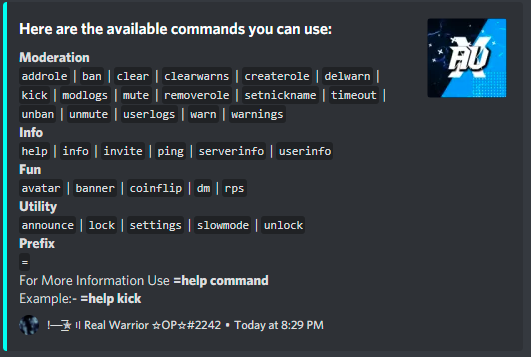 Here are the available commands you can use:
AU
Moderation
addrole | ban | clear | clearwarns | createrole | delwarn |
kick | modlogs | mute | removerole | setnickname | timeout |
unban | unmute | userlogs | warn | warnings
Info
help | info | invite | ping | serverinfo | userinfo
Fun
avatar | banner | coinflip | dm | rps
Utility
announce | lock | settings | slowmode | unlock
Prefix
=
For More Information Use =help command
Example:- =help kick
Real Warrior ☆OP☆#2242 • Today at 8:29 PM